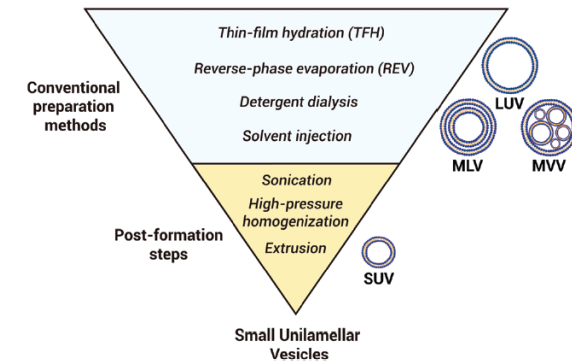 Thin-film hydration (TFH)
Reverse-phase evaporation (REV)
Detergent dialysis
Solvent injection
Conventional
preparation
methods
LUV
MLV
MVV
Sonication
High-pressure
homogenization
Extrusion
Post-formation
steps
SUV
Small Unilamellar
Vesicles